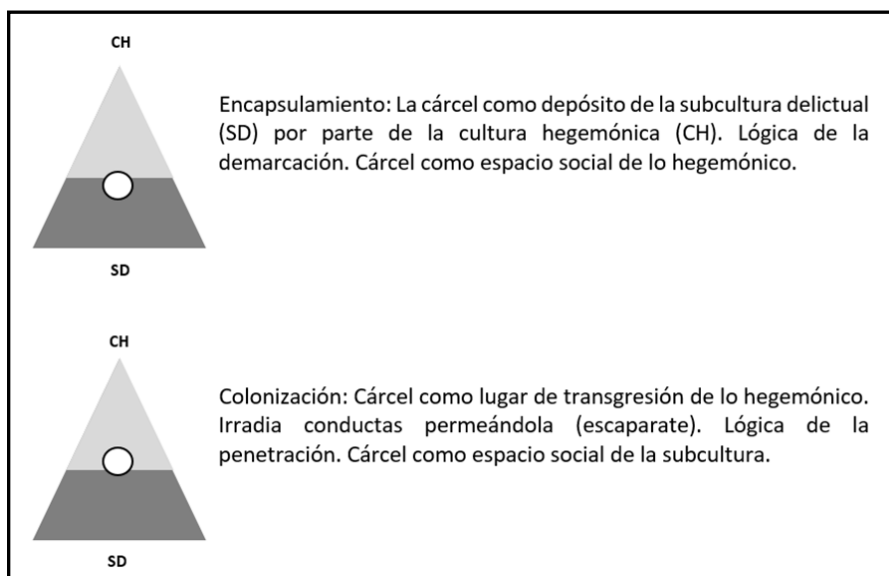 CH
Encapsulamiento: La cárcel como depósito de la subcultura delictual
(SD) por parte de la cultura hegemónica (CH). Lógica de la
demarcación. Cárcel como espacio social de lo hegemónico.
SD
CH
Colonización: Cárcel como lugar de transgresión de lo hegemónico.
Irradia conductas permeándola (escaparate). Lógica de la
penetración. Cárcel como espacio social de la subcultura.
SD